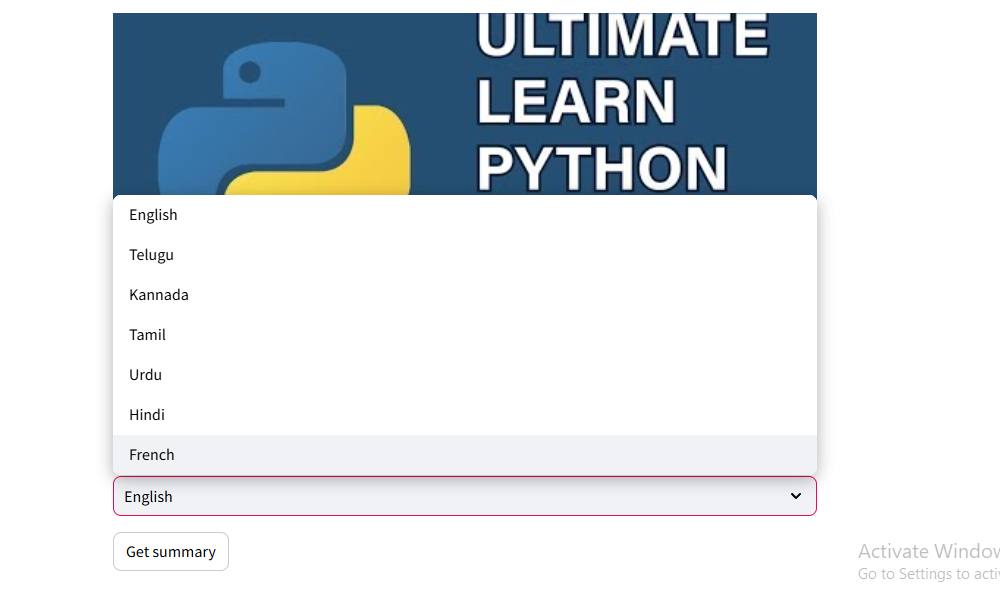 ULTIMATE
LEARN
PYTHON
English
Telugu
Kannada
Tamil
Urdu
Hindi
French
English
Get summary
Activate Window
Go to Settings to acti